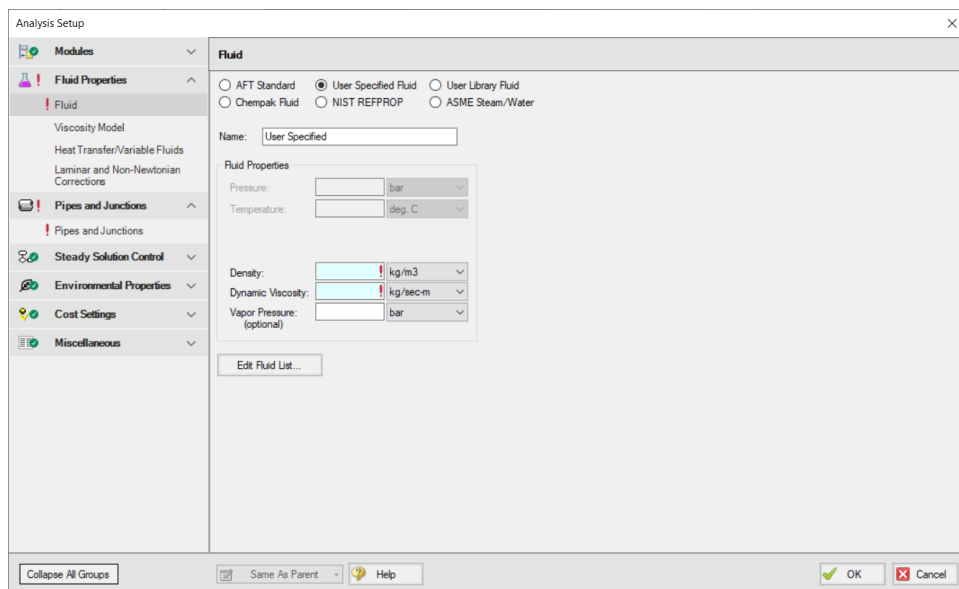 Analysis Setup
Modules
Fluid Properties
Fluid
Viscosity Model
Heat Transfer/Variable Fluids
Laminar and Non-Newtonian
Corrections
Pipes and Junctions
Pipes and Junctions
Steady Solution Control
Environmental Properties
Cost Settings
Miscellaneous
Collapse All Groups
Fluid
AFT Standard User Specified Fluid User Library Fluid
Chempak Fluid NIST REFPROP ASME Steam/Water
Name: User Specified
Fluid Properties
Pressure: bar
Temperature: deg. C
Density: ! kg/m3
Dynamic Viscosity: ! kg/sec-m
Vapor Pressure: bar
(optional)
Edit Fluid List...
Same As Parent Help OK Cancel